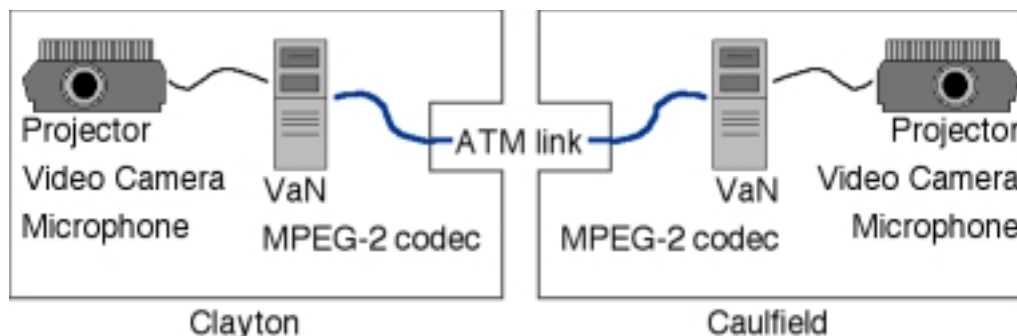 Projector
Video Camera
Microphone
VaN
MPEG-2 codec
ATM link
VaN
MPEG-2 codec
Projector
Video Camera
Microphone
Clayton
Caulfield